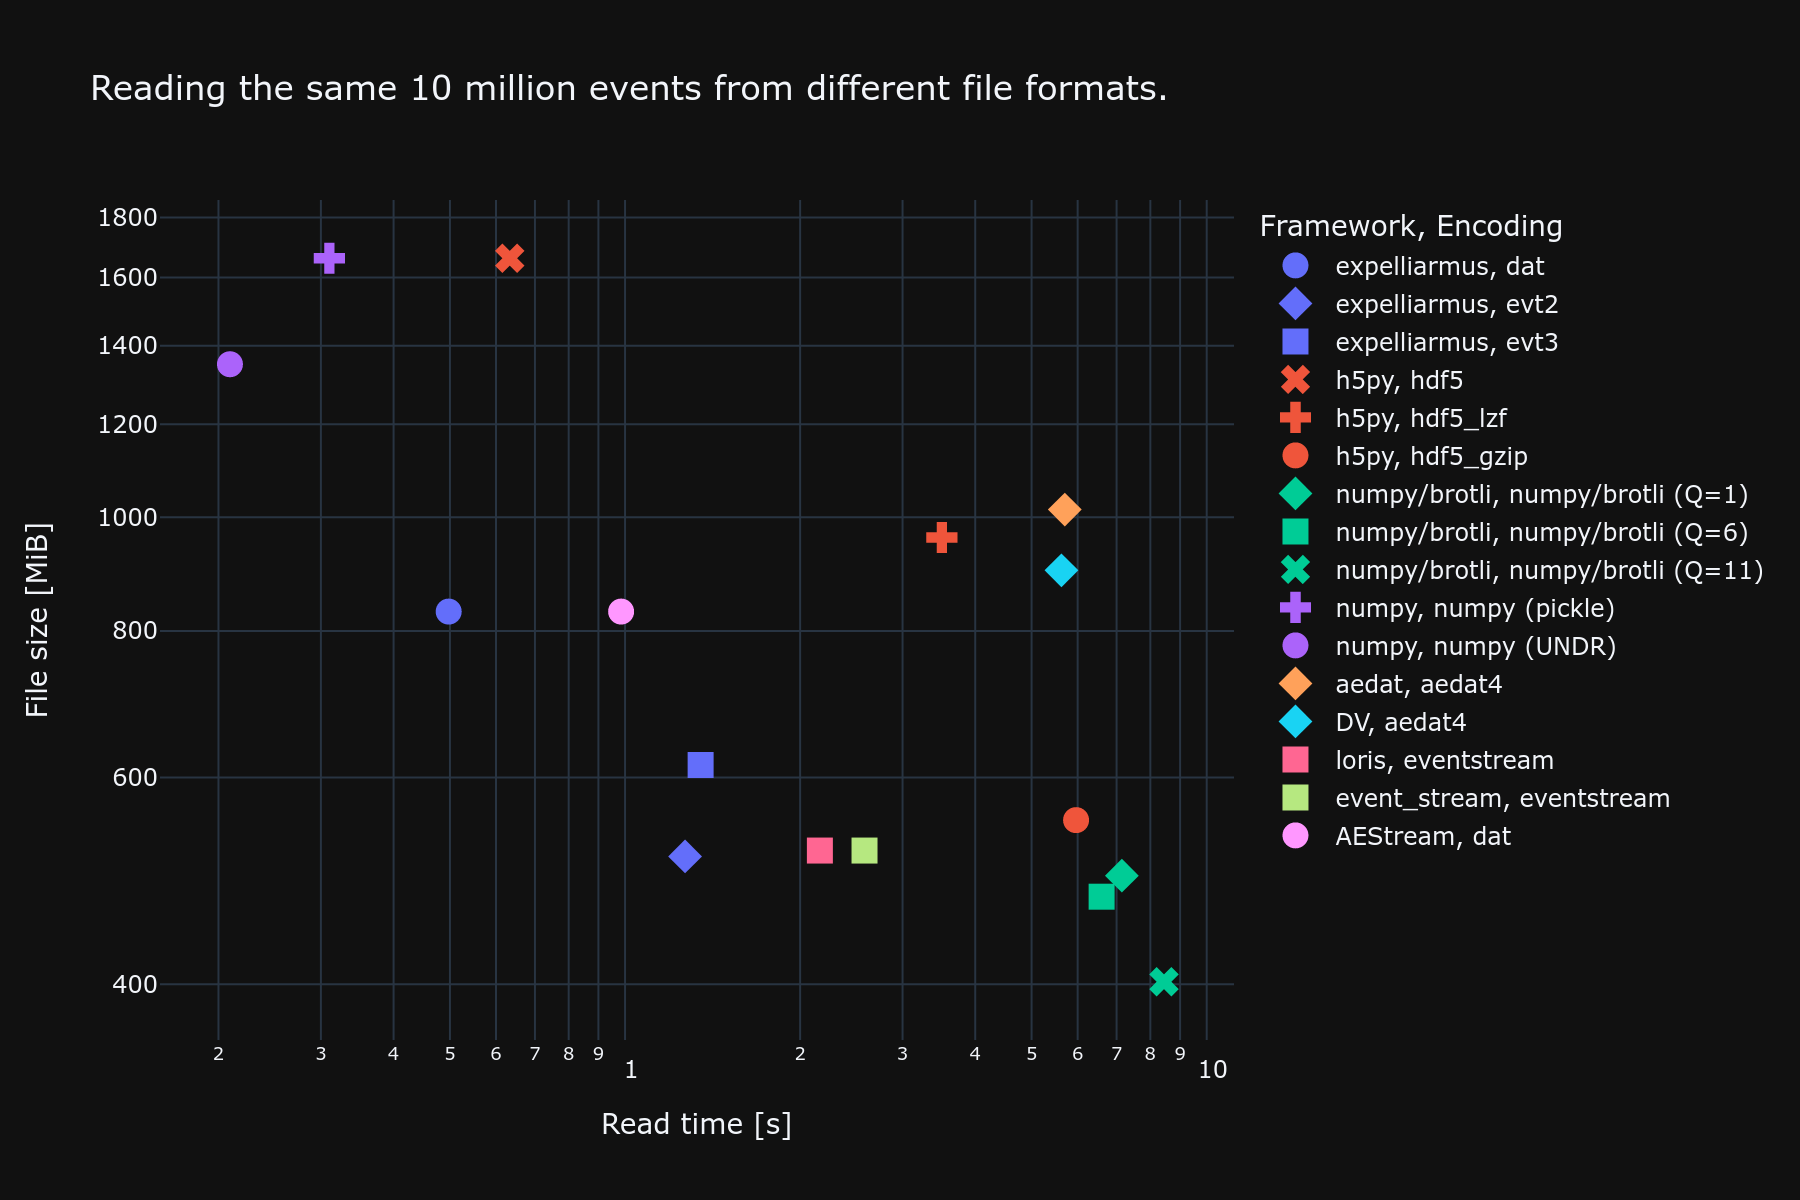 Reading the same 10 million events from different file formats.
File size [MiB]
1800
1600
1400
1200
1000
800
600
400
2 3 4 5 6 7 8 9 2 3 4 5 6 7 8 9
1 10
Read time [s]
Framework, Encoding
expelliarmus, dat
expelliarmus, evt2
expelliarmus, evt3
h5py, hdf5
h5py, hdf5_lzf
h5py, hdf5_gzip
numpy/brotli, numpy/brotli (Q=1)
numpy/brotli, numpy/brotli (Q=6)
numpy/brotli, numpy/brotli (Q=11)
numpy, numpy (pickle)
numpy, numpy (UNDR)
aedat, aedat4
DV, aedat4
loris, eventstream
event_stream, eventstream
AEStream, dat